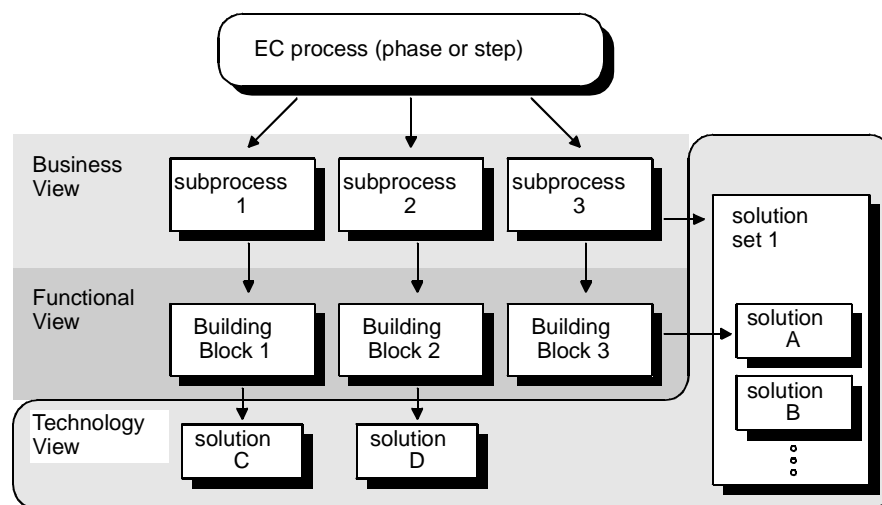 EC process (phase or step)
Business
View
subprocess
1
subprocess
2
subprocess
3
solution
set 1
Functional
View
Building
Block 1
Building
Block 2
Building
Block 3
solution
A
solution
B
Technology
View
solution
C
solution
D